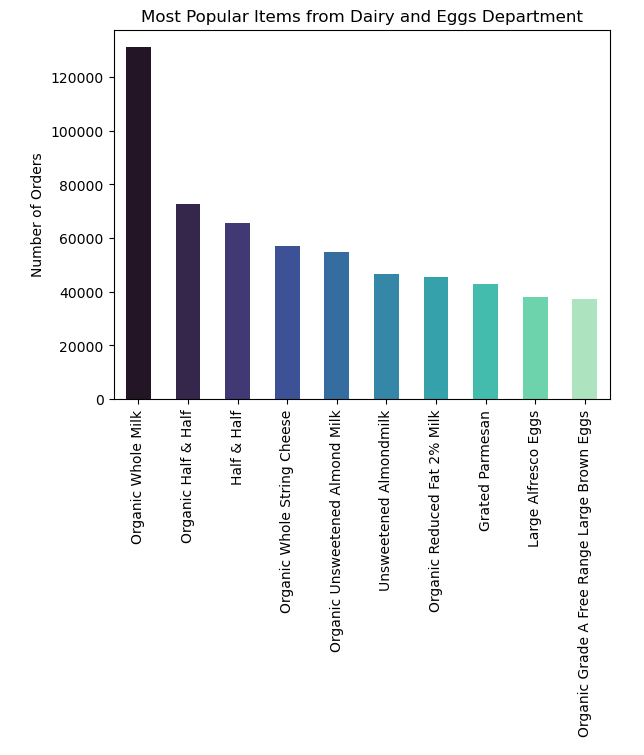 Most Popular Items from Dairy and Eggs Department
Number of Orders
120000
100000
80000
60000
40000
20000
0
Organic Whole Milk
Organic Half & Half
Half & Half
Organic Whole String Cheese
Organic Unsweetened Almond Milk
Unsweetened Almondmilk
Organic Reduced Fat 2% Milk
Grated Parmesan
Large Alfresco Eggs
Organic Grade A Free Range Large Brown Eggs